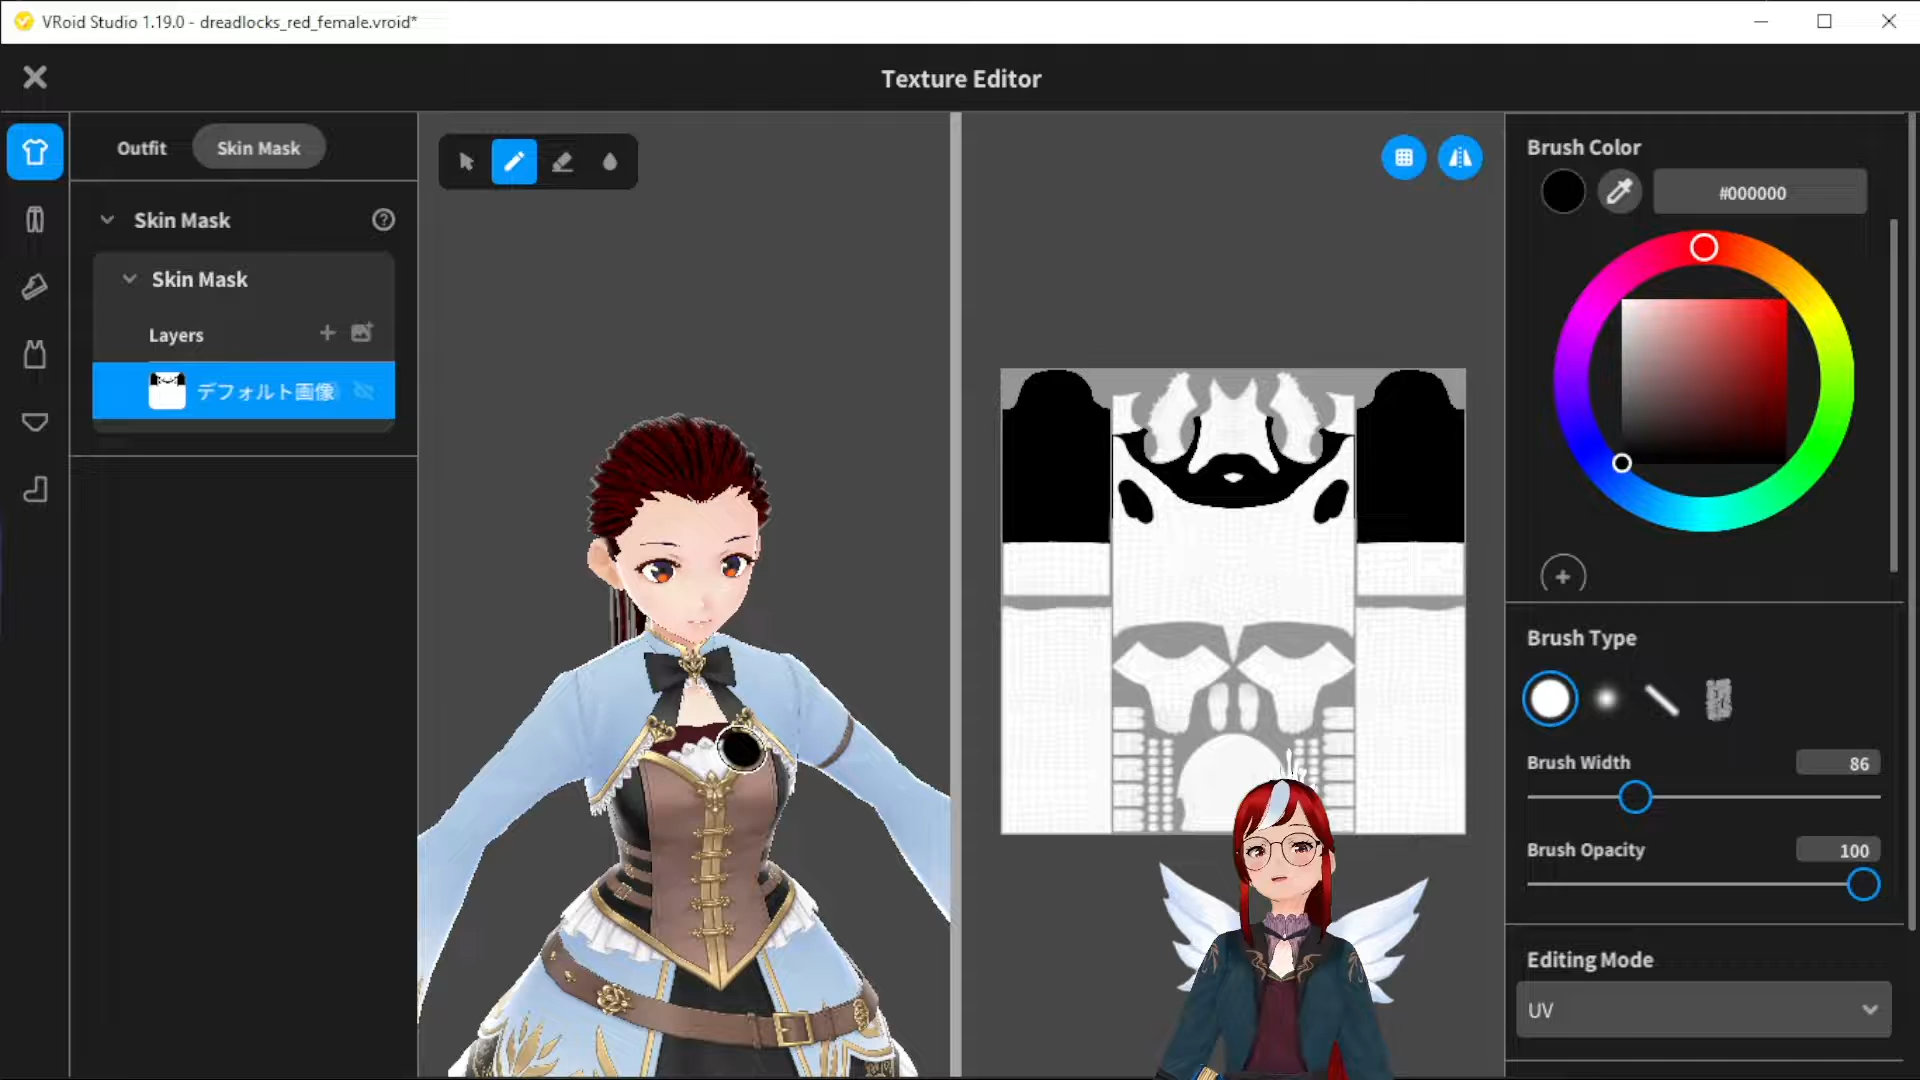 VRoid Studio 1.19.0 - dreadlocks_red_female.vroid*
Texture Editor
Outfit
Skin Mask
Skin Mask
Skin Mask
Layers
デフォルト画像
Brush Color
#000000
Brush Type
Brush Width
86
Brush Opacity
100
Editing Mode
UV